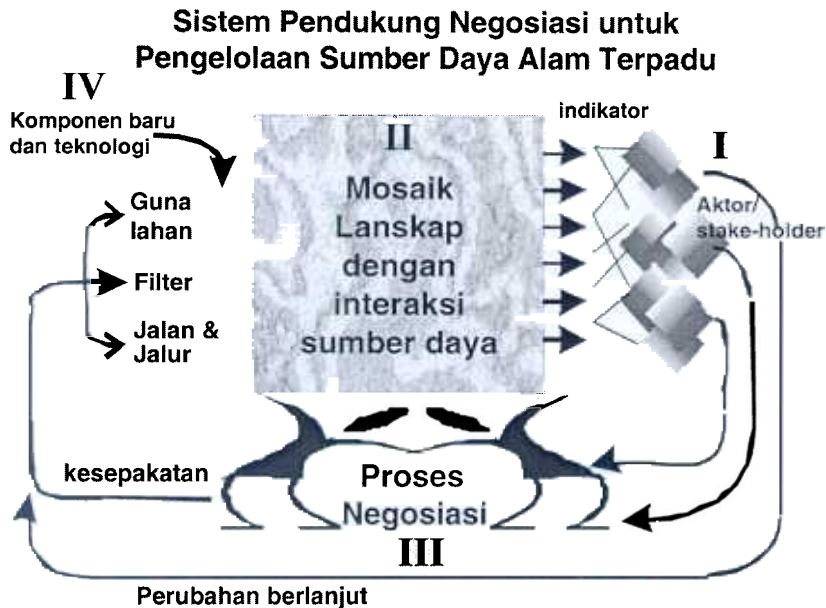 Sistem Pendukung Negosiasi untuk
Pengelolaan Sumber Daya Alam Terpadu
IV
Komponen baru
dan teknologi
Guna
lahan
Filter
Jalan &
Jalur
II
Mosaik
Lanskap
dengan
interaksi
sumber daya
indikator
I
Aktor/
stake-holder
kesepakatan
Proses
Negosiasi
III
Perubahan berlanjut